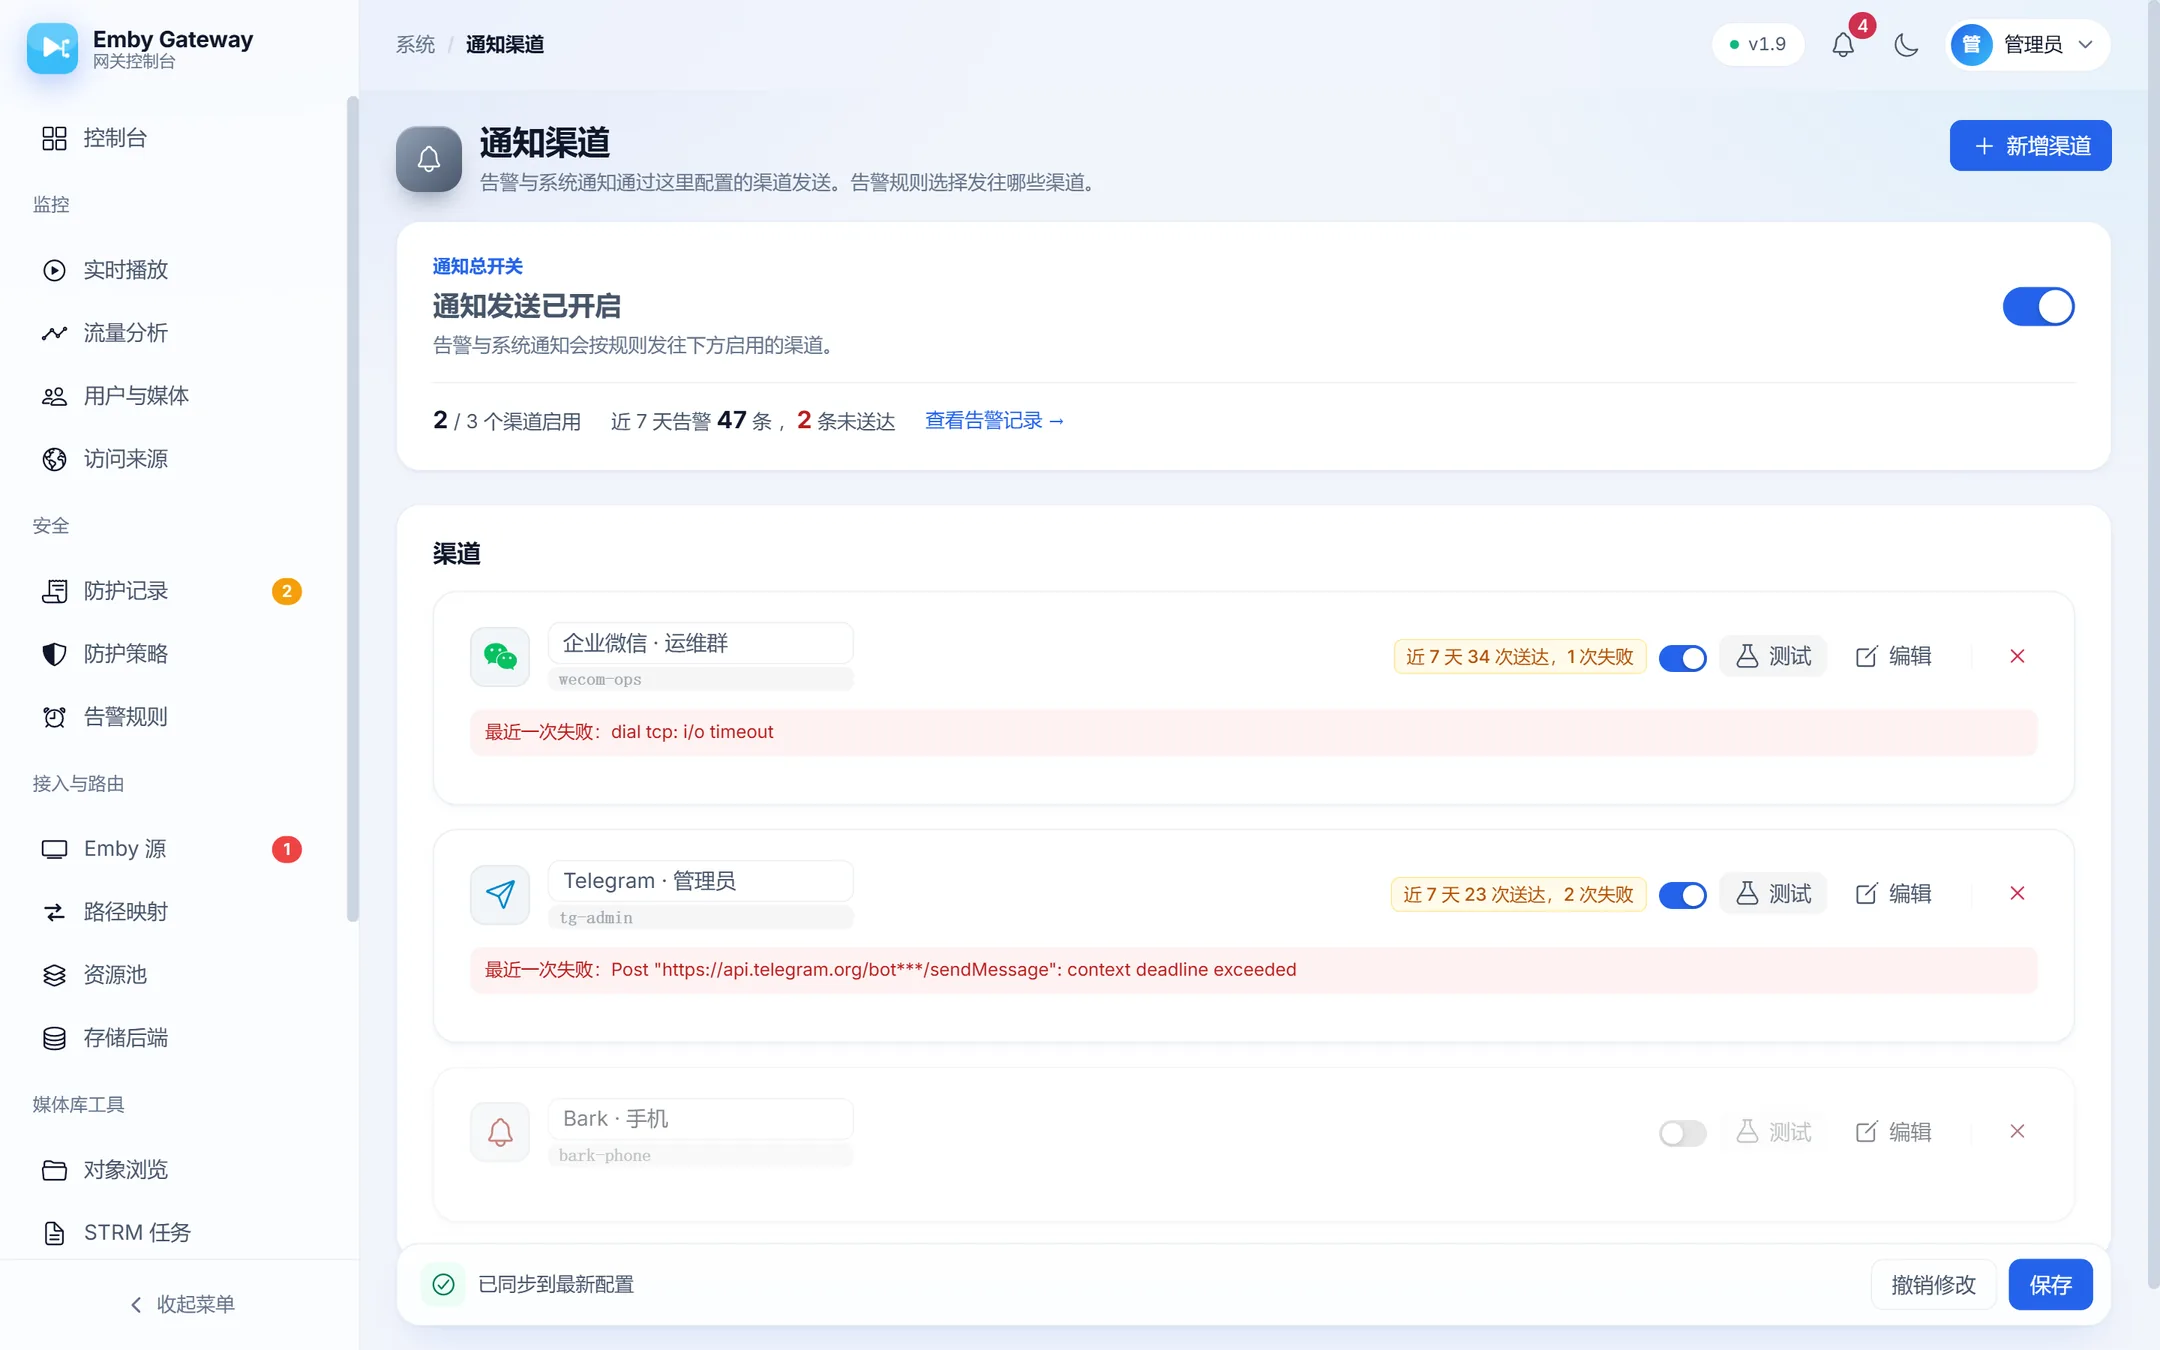 Emby Gateway
网关控制台
控制台
监控
实时播放
流量分析
用户与媒体
访问来源
安全
防护记录 2
防护策略
告警规则
接入与路由
Emby 源 1
路径映射
资源池
存储后端
媒体库工具
对象浏览
STRM 任务
收起菜单
系统 / 通知渠道
v1.9
4
管 管理员
通知渠道
告警与系统通知通过这里配置的渠道发送。告警规则选择发往哪些渠道。
新增渠道
通知总开关
通知发送已开启
告警与系统通知会按规则发往下方启用的渠道。
2 / 3 个渠道启用 近 7 天告警 47 条，2 条未送达 查看告警记录 →
渠道
企业微信 · 运维群
wecom-ops
近 7 天 34 次送达，1 次失败 测试 编辑
最近一次失败：dial tcp: i/o timeout
Telegram · 管理员
tg-admin
近 7 天 23 次送达，2 次失败 测试 编辑
最近一次失败：Post "https://api.telegram.org/bot***/sendMessage": context deadline exceeded
Bark · 手机
bark-phone
测试 编辑
已同步到最新配置
撤销修改 保存